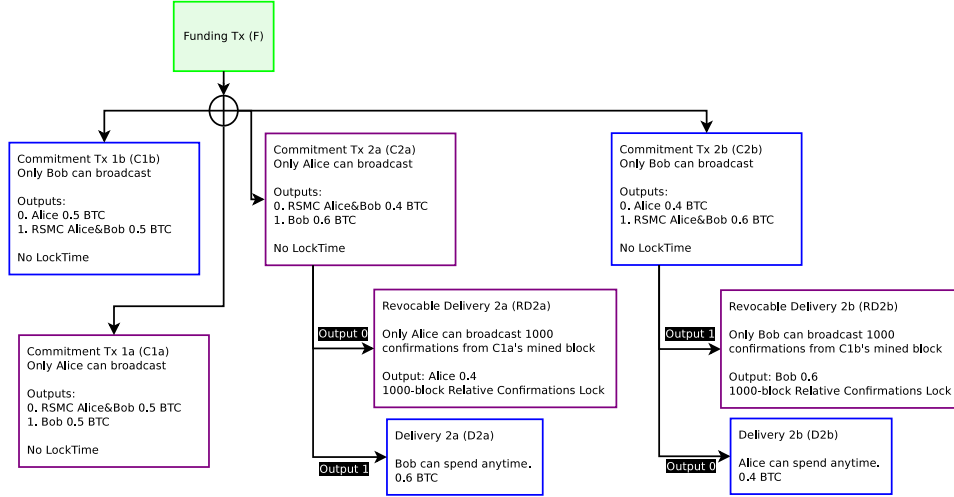 Funding Tx (F)
Commitment Tx 1b (C1b)
Only Bob can broadcast
Outputs:
0. Alice 0.5 BTC
1. RSMC Alice&Bob 0.5 BTC
No LockTime
Commitment Tx 2a (C2a)
Only Alice can broadcast
Outputs:
0. RSMC Alice&Bob 0.4 BTC
1. Bob 0.6 BTC
No LockTime
Commitment Tx 2b (C2b)
Only Bob can broadcast
Outputs:
0. Alice 0.4 BTC
1. RSMC Alice&Bob 0.6 BTC
No LockTime
Commitment Tx 1a (C1a)
Only Alice can broadcast
Outputs:
0. RSMC Alice&Bob 0.5 BTC
1. Bob 0.5 BTC
No LockTime
Output 0
Revocable Delivery 2a (RD2a)
Only Alice can broadcast 1000
confirmations from C1a's mined block
Output: Alice 0.4
1000-block Relative Confirmations Lock
Output 1
Revocable Delivery 2b (RD2b)
Only Bob can broadcast 1000
confirmations from C1b's mined block
Output: Bob 0.6
1000-block Relative Confirmations Lock
Output 1
Delivery 2a (D2a)
Bob can spend anytime.
0.6 BTC
Output 0
Delivery 2b (D2b)
Alice can spend anytime.
0.4 BTC